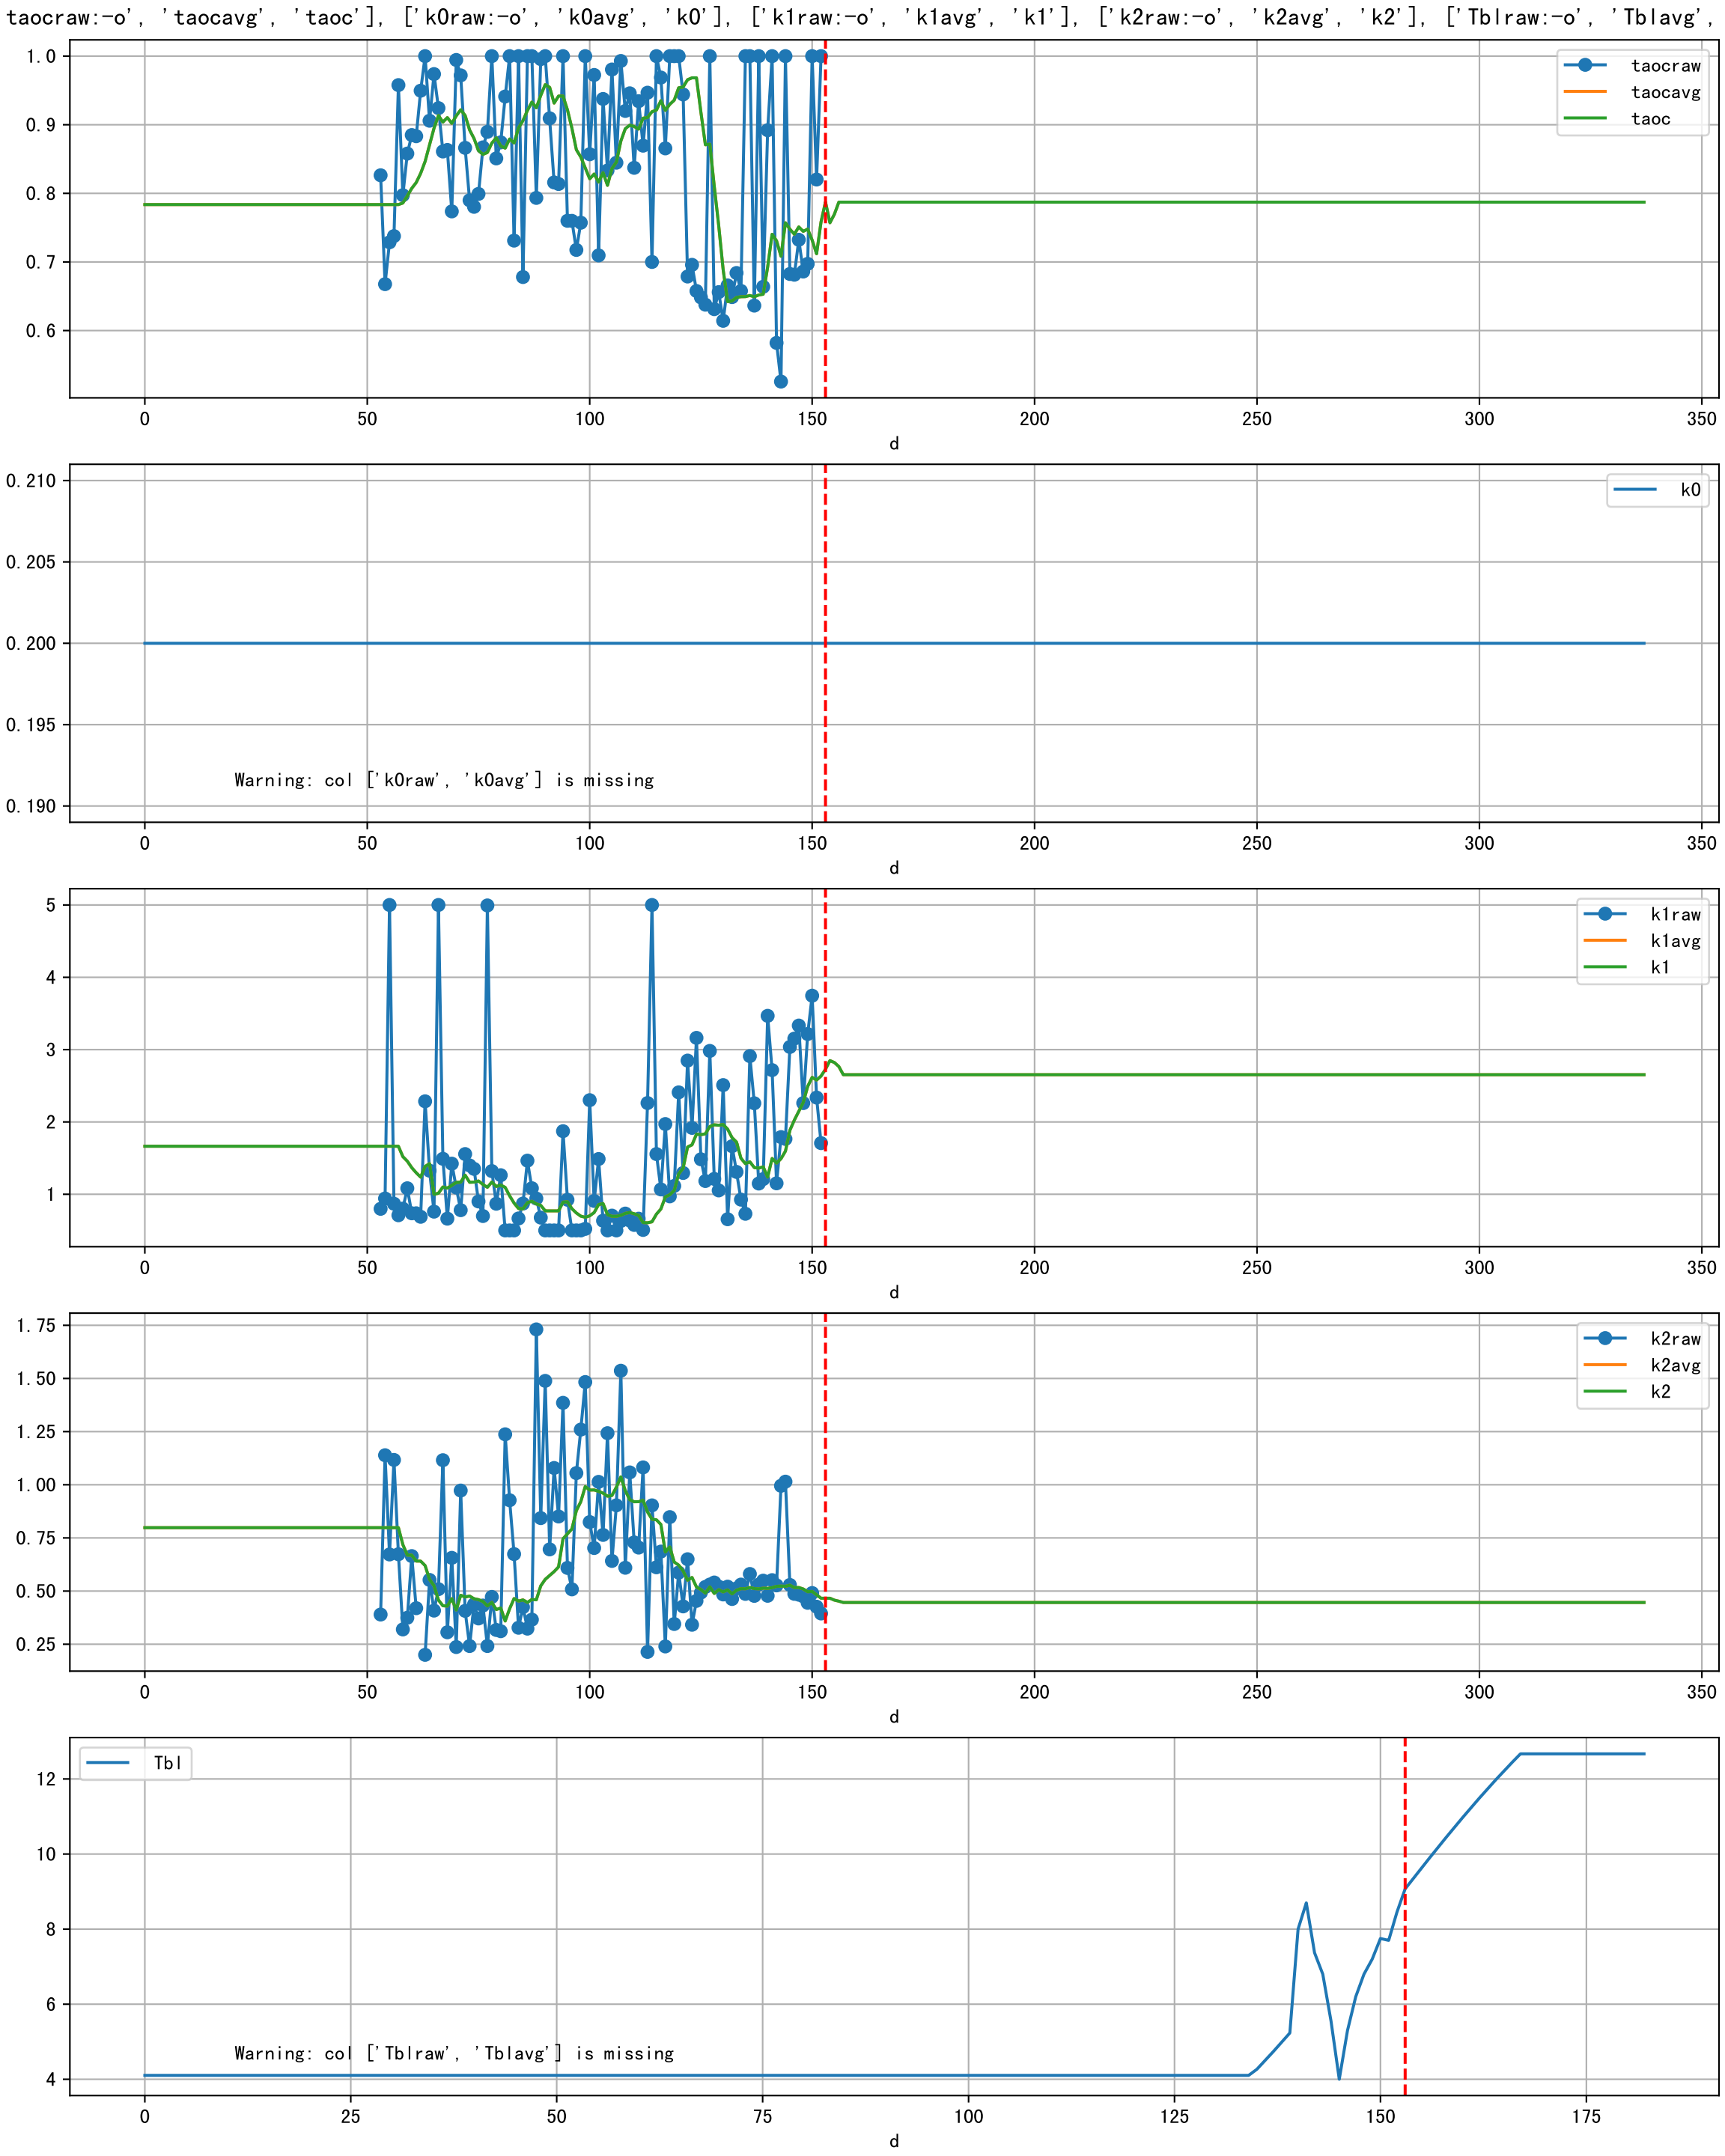 taocraw:-o', 'taocavg', 'taoc'], ['k0raw:-o', 'k0avg', 'k0'], ['k1raw:-o', 'k1avg', 'k1'], ['k2raw:-o', 'k2avg', 'k2'], ['Tblraw:-o', 'Tblavg',
1.0
0.9
0.8
0.7
0.6
taocraw
taocavg
taoc
0 50 100 150 200 250 300 350
d
0.210
0.205
0.200
0.195
0.190
k0
Warning: col ['k0raw', 'k0avg'] is missing
0 50 100 150 200 250 300 350
d
5
4
3
2
1
k1raw
k1avg
k1
0 50 100 150 200 250 300 350
d
1.75
1.50
1.25
1.00
0.75
0.50
0.25
k2raw
k2avg
k2
0 50 100 150 200 250 300 350
d
12
10
8
6
4
Tbl
Warning: col ['Tblraw', 'Tblavg'] is missing
0 25 50 75 100 125 150 175
d